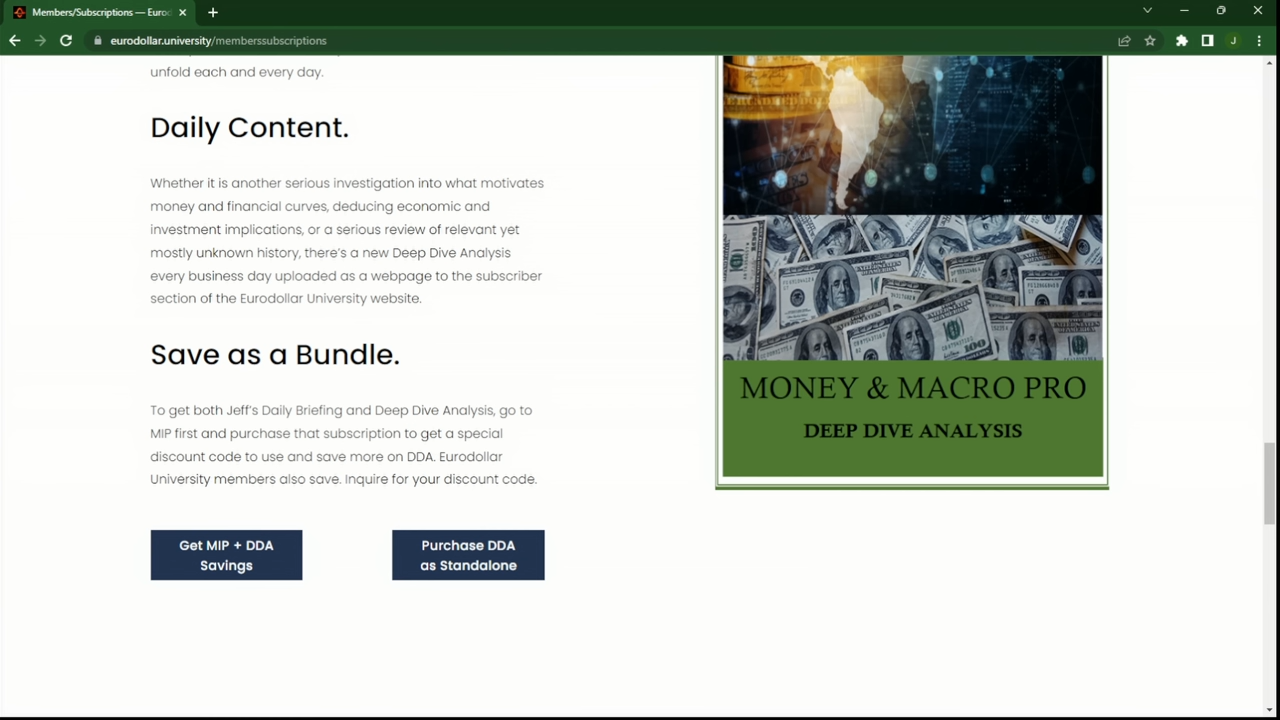 Members/Subscriptions — Eurod
eurodollar.university/memberssubscriptions
J
unfold each and every day.
Daily Content.
Whether it is another serious investigation into what motivates
money and financial curves, deducing economic and
investment implications, or a serious review of relevant yet
mostly unknown history, there's a new Deep Dive Analysis
every business day uploaded as a webpage to the subscriber
section of the Eurodollar University website.
Save as a Bundle.
To get both Jeff's Daily Briefing and Deep Dive Analysis, go to
MIP first and purchase that subscription to get a special
discount code to use and save more on DDA. Eurodollar
University members also save. Inquire for your discount code.
Get MIP + DDA
Savings
Purchase DDA
as Standalone
MONEY & MACRO PRO
DEEP DIVE ANALYSIS